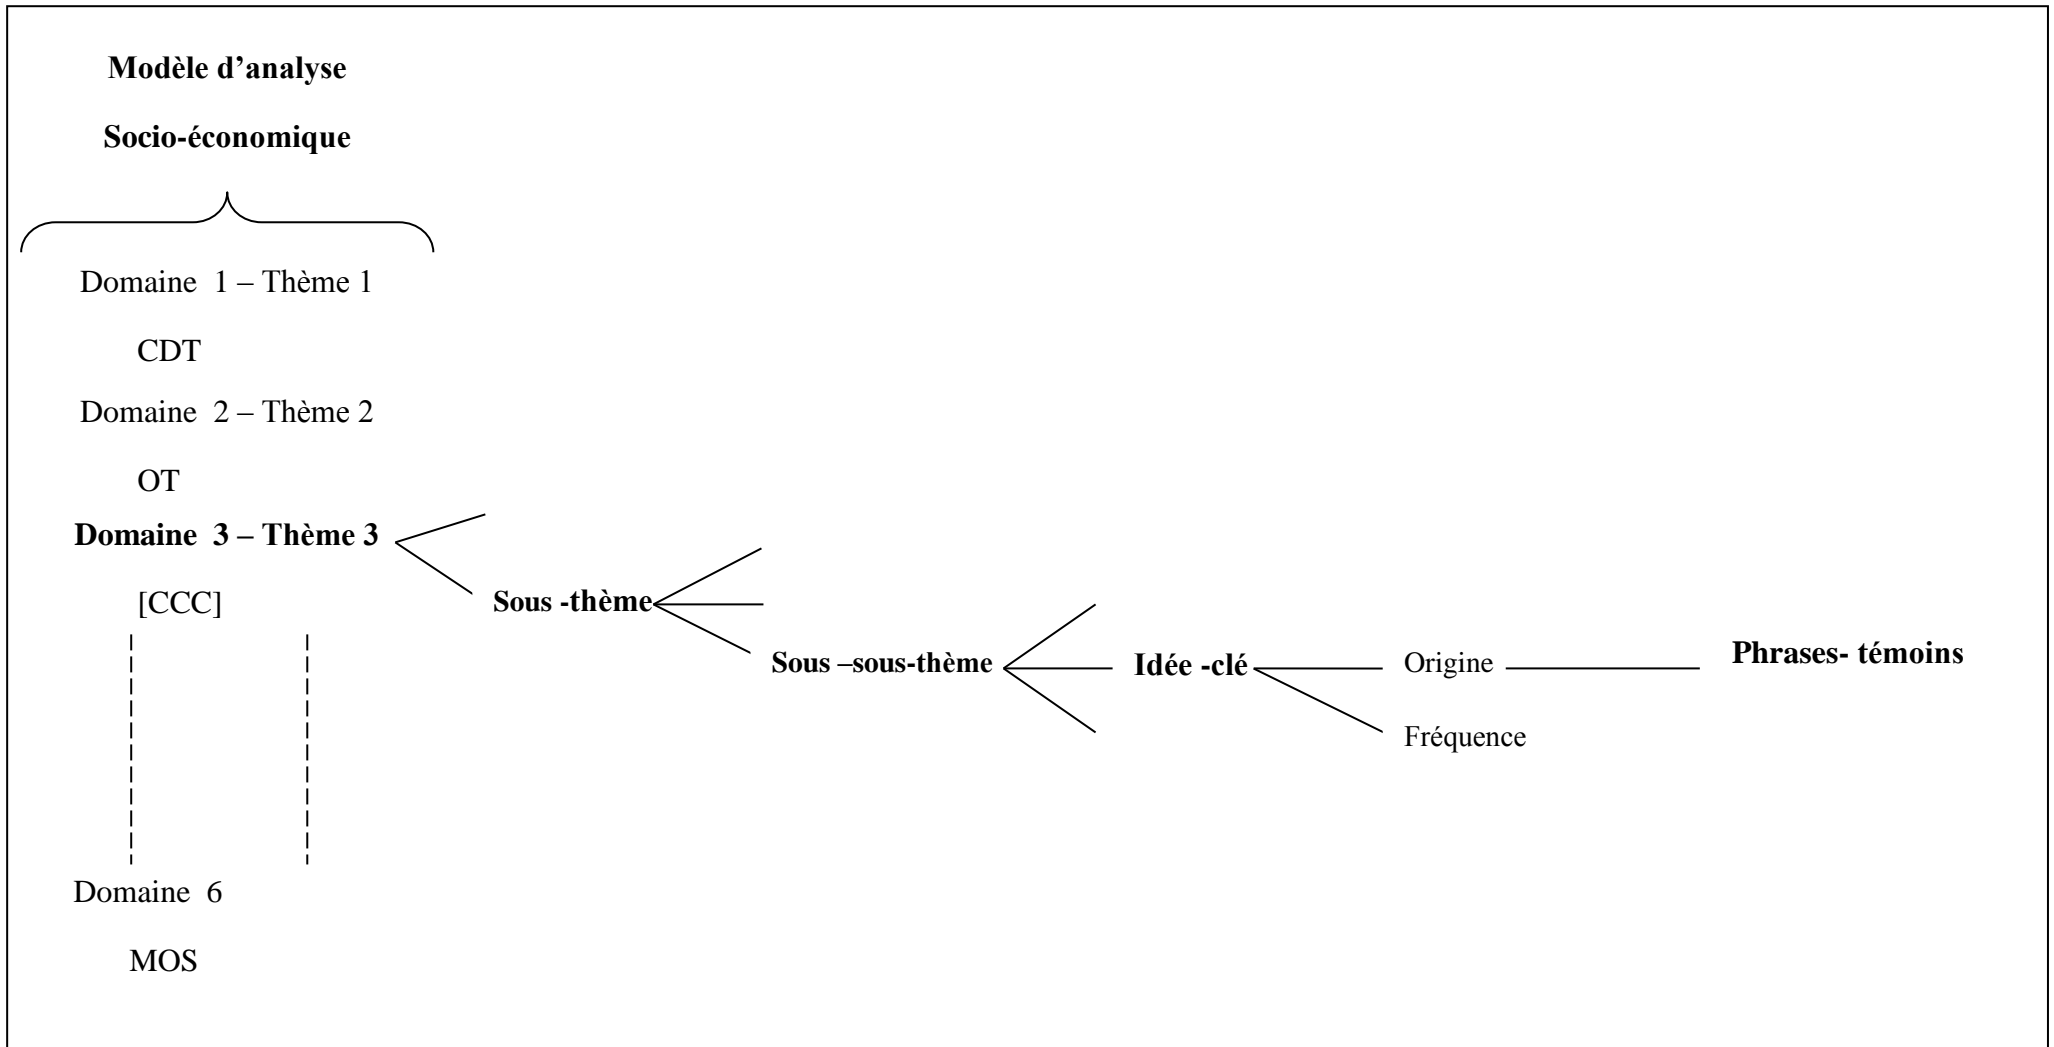 Modèle d’analyse
Socio-économique
Domaine 1 – Thème 1
CDT
Domaine 2 – Thème 2
OT
Domaine 3 – Thème 3
[CCC]
Sous -thème
Sous –sous-thème
Idée -clé
Origine
Phrases- témoins
Fréquence
Domaine 6
MOS